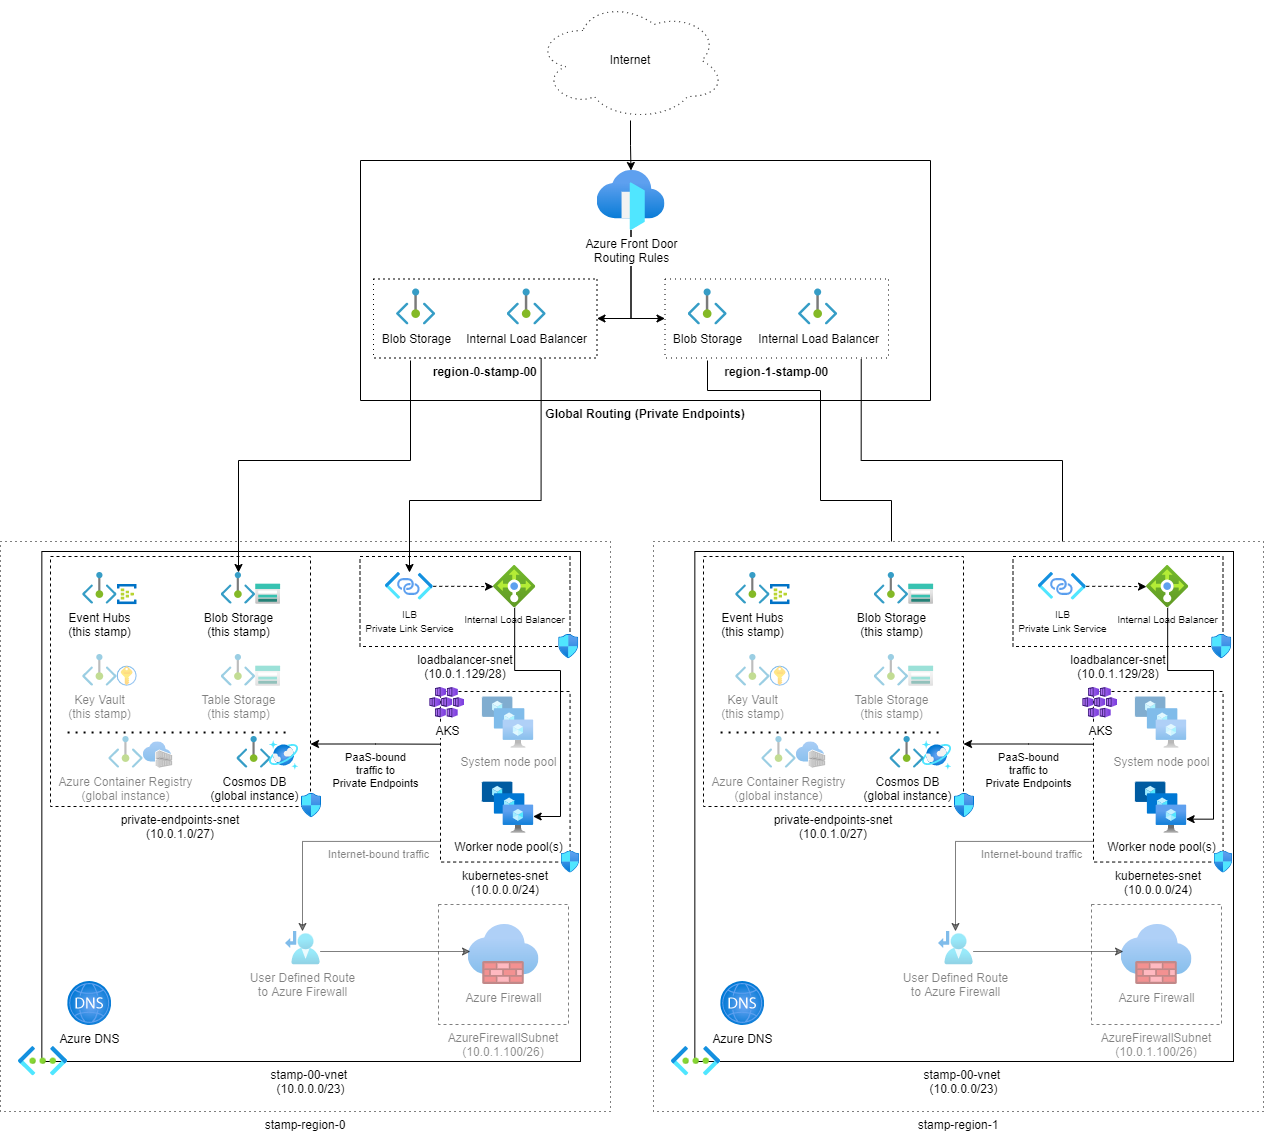 Internet
Azure Front Door
Routing Rules
Blob Storage
Internal Load Balancer
Blob Storage
Internal Load Balancer
region-0-stamp-00
region-1-stamp-00
Global Routing (Private Endpoints)
Event Hubs
(this stamp)
Blob Storage
(this stamp)
Key Vault
(this stamp)
Table Storage
(this stamp)
Azure Container Registry
(global instance)
Cosmos DB
(global instance)
private-endpoints-snet
(10.0.1.0/27)
ILB
Private Link Service
Internal Load Balancer
loadbalancer-snet
(10.0.1.129/28)
AKS
System node pool
PaaS-bound
traffic to
Private Endpoints
Worker node pool(s)
kubernetes-snet
(10.0.0.0/24)
Internet-bound traffic
User Defined Route
to Azure Firewall
Azure Firewall
AzureFirewallSubnet
(10.0.1.100/26)
DNS
Azure DNS
stamp-00-vnet
(10.0.0.0/23)
stamp-region-0
Event Hubs
(this stamp)
Blob Storage
(this stamp)
Key Vault
(this stamp)
Table Storage
(this stamp)
Azure Container Registry
(global instance)
Cosmos DB
(global instance)
private-endpoints-snet
(10.0.1.0/27)
ILB
Private Link Service
Internal Load Balancer
loadbalancer-snet
(10.0.1.129/28)
AKS
System node pool
PaaS-bound
traffic to
Private Endpoints
Worker node pool(s)
kubernetes-snet
(10.0.0.0/24)
Internet-bound traffic
User Defined Route
to Azure Firewall
Azure Firewall
AzureFirewallSubnet
(10.0.1.100/26)
DNS
Azure DNS
stamp-00-vnet
(10.0.0.0/23)
stamp-region-1